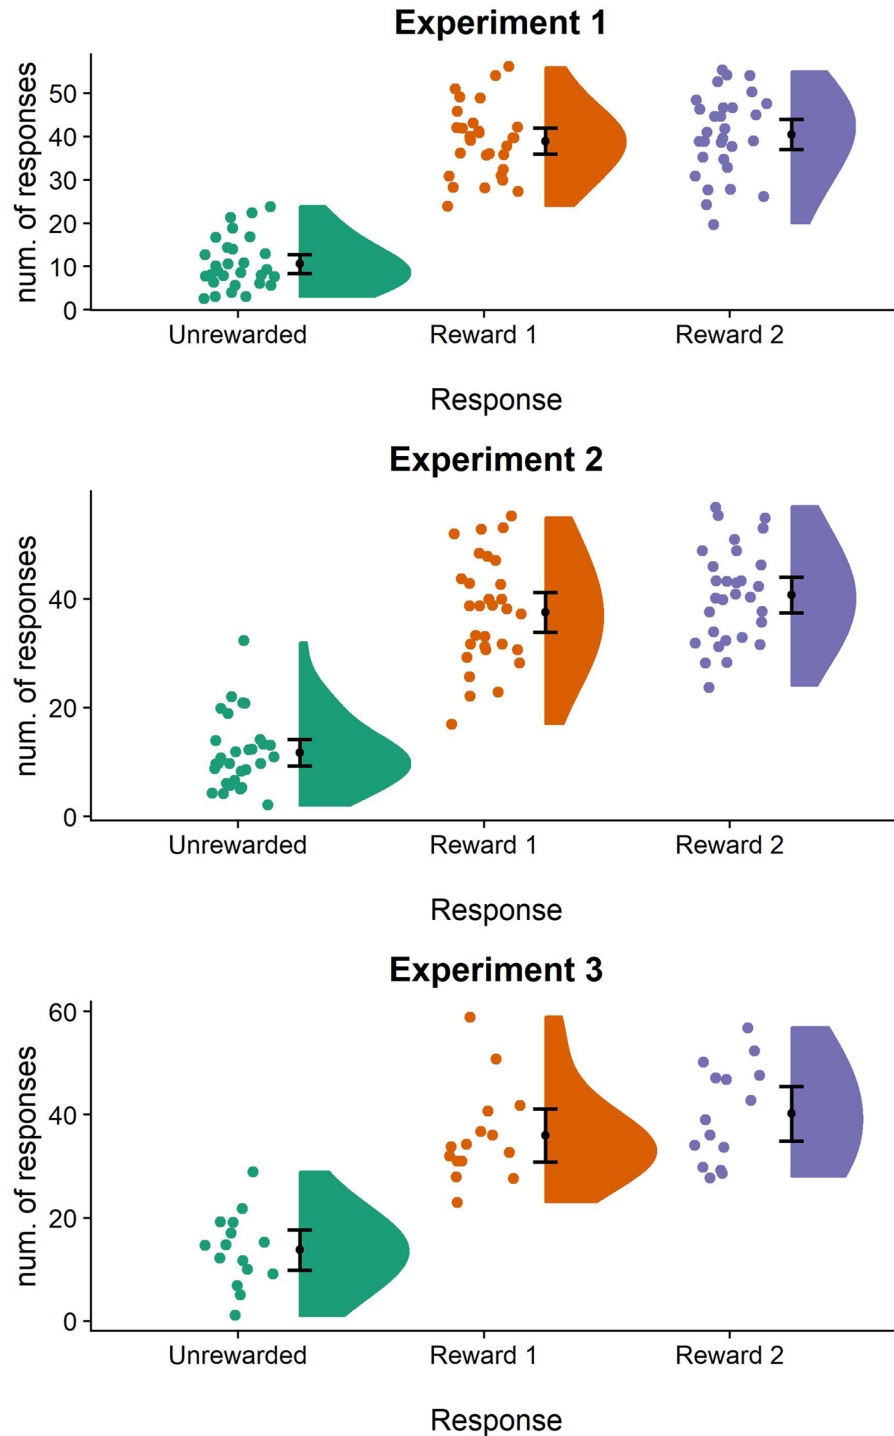 Experiment 1
num. of responses
50
40
30
20
10
0
Unrewarded Reward 1 Reward 2
Response
Experiment 2
num. of responses
40
20
0
Unrewarded Reward 1 Reward 2
Response
Experiment 3
num. of responses
60
40
20
0
Unrewarded Reward 1 Reward 2
Response